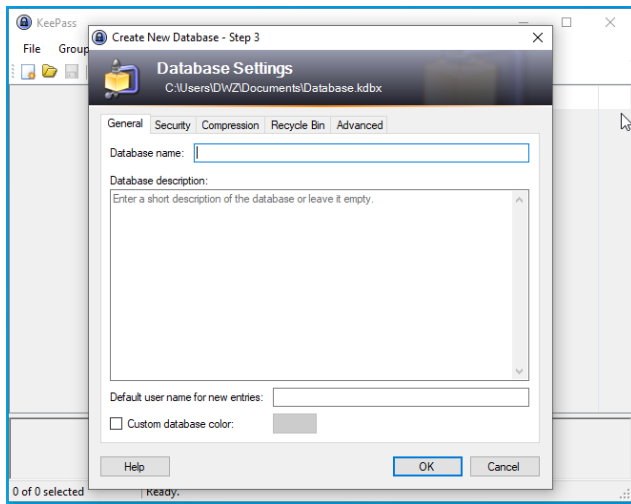 KeePass
File Group
Create New Database - Step 3
Database Settings
C:\Users\DWZ\Documents\Database.kdbx
General Security Compression Recycle Bin Advanced
Database name:
Database description:
Enter a short description of the database or leave it empty.
Default user name for new entries:
Custom database color:
Help OK Cancel
0 of 0 selected Ready.